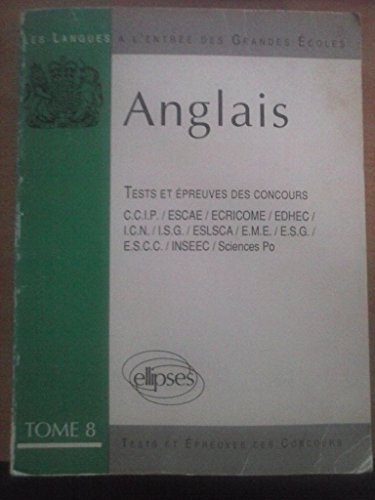 LES LANGUES A L'ENTRÉE DES GRANDES ÉCOLES
Anglais
TESTS ET ÉPREUVES DES CONCOURS
C.C.I.P. / ESCAE / ECRICOME / EDHEC /
I.C.N. / I.S.G. / ESLSCA / E.M.E. / E.S.G. /
E.S.C.C. / INSEEC / Sciences Po
ellipses
TOME 8
TESTS ET ÉPREUVES DES CONCOURS